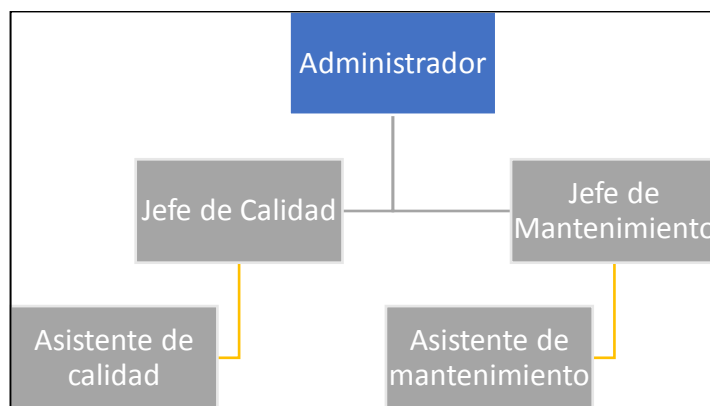 Administrador
Jefe de Calidad
Jefe de
Mantenimiento
Asistente de
calidad
Asistente de
mantenimiento